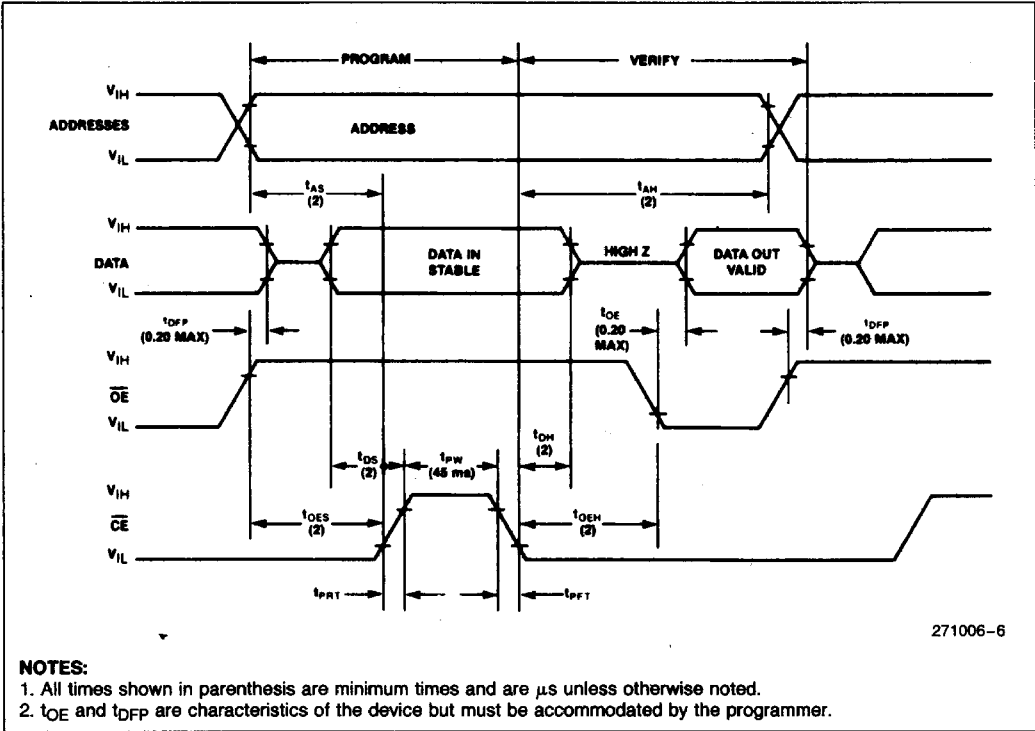 PROGRAM
VERIFY
VIH
ADDRESSES
ADDRESS
VIL
tAS
(2)
tAH
(2)
VIH
DATA
DATA IN
STABLE
HIGH Z
DATA OUT
VALID
VIL
tDFP
(0.20 MAX)
tOE
(0.20
MAX)
tDFP
(0.20 MAX)
VIH
OE
VIL
tDS
(2)
tPW
(45 ms)
tDH
(2)
VIH
CE
tOES
(2)
tOEH
(2)
VIL
tPRT
tPFT
271006-6
NOTES:
1. All times shown in parenthesis are minimum times and are μs unless otherwise noted.
2. tOE and tDFP are characteristics of the device but must be accommodated by the programmer.